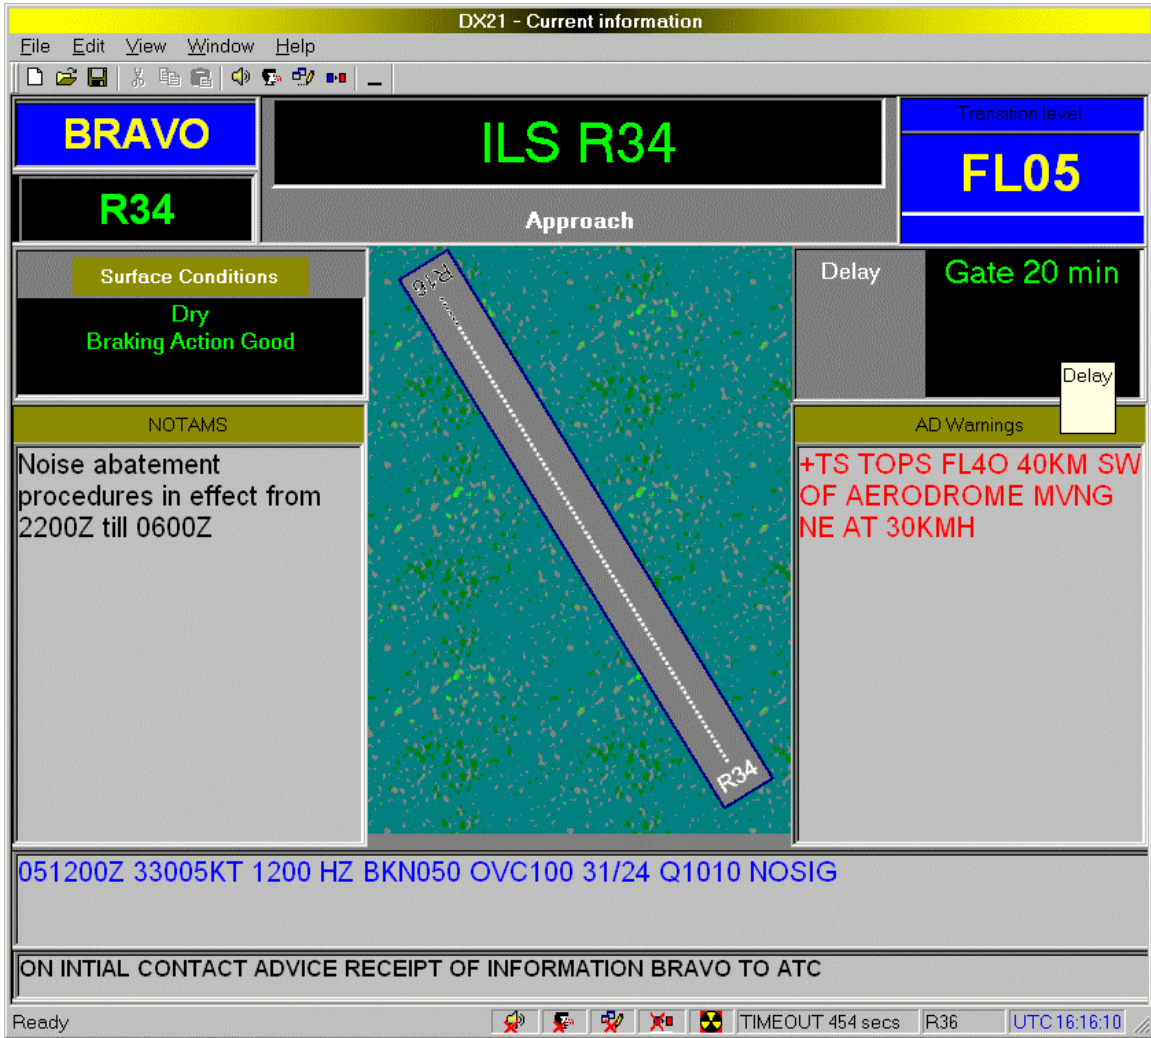 DX21 - Current information
File Edit View Window Help
BRAVO
R34
ILS R34
Approach
Transition level
FL05
Surface Conditions
Dry
Braking Action Good
R16
R34
Delay
Gate 20 min
Delay
NOTAMS
Noise abatement
procedures in effect from
2200Z till 0600Z
AD Warnings
+TS TOPS FL4O 40KM SW
OF AERODROME MVNG
NE AT 30KMH
051200Z 33005KT 1200 HZ BKN050 OVC100 31/24 Q1010 NOSIG
ON INTIAL CONTACT ADVICE RECEIPT OF INFORMATION BRAVO TO ATC
Ready TIMEOUT 454 secs R36 UTC 16:16:10